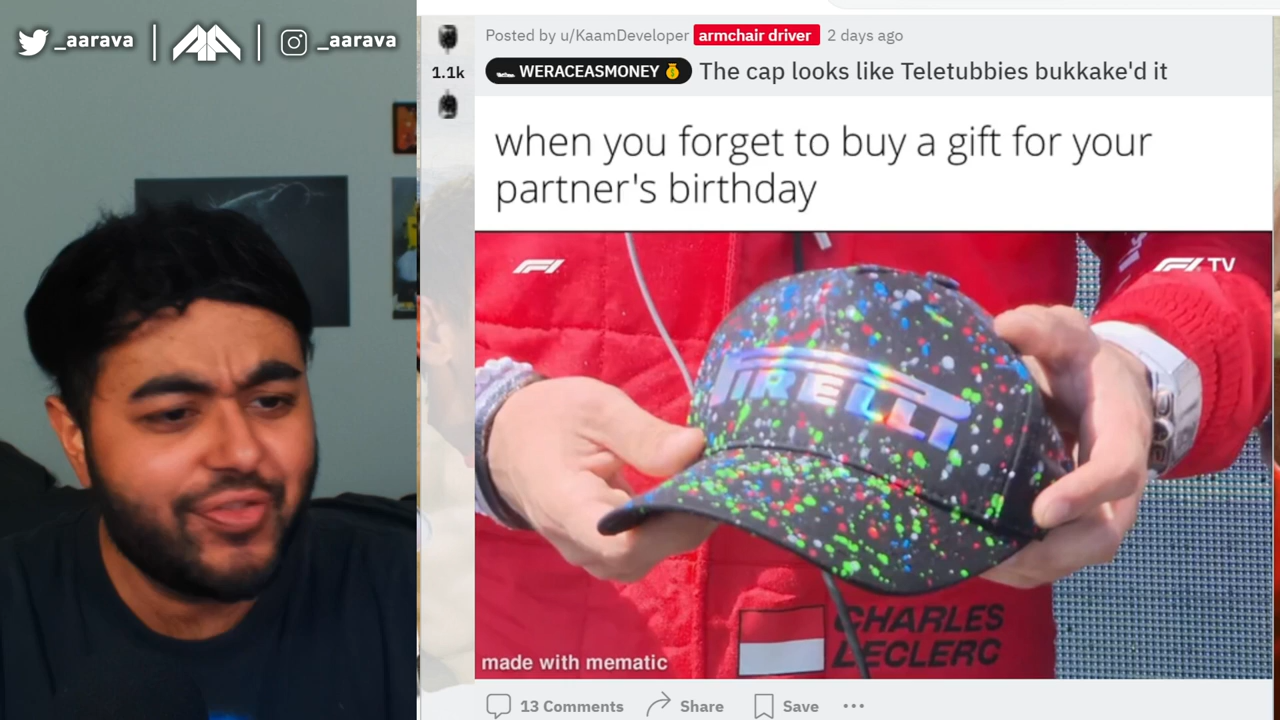 _aarava
_aarava
Posted by u/KaamDeveloper armchair driver 2 days ago
1.1k
WERACEASMONEY 💰 The cap looks like Teletubbies bukkake'd it
when you forget to buy a gift for your
partner's birthday
F1
F1 TV
PIRELLI
CHARLES
LECLERC
made with mematic
13 Comments
Share
Save